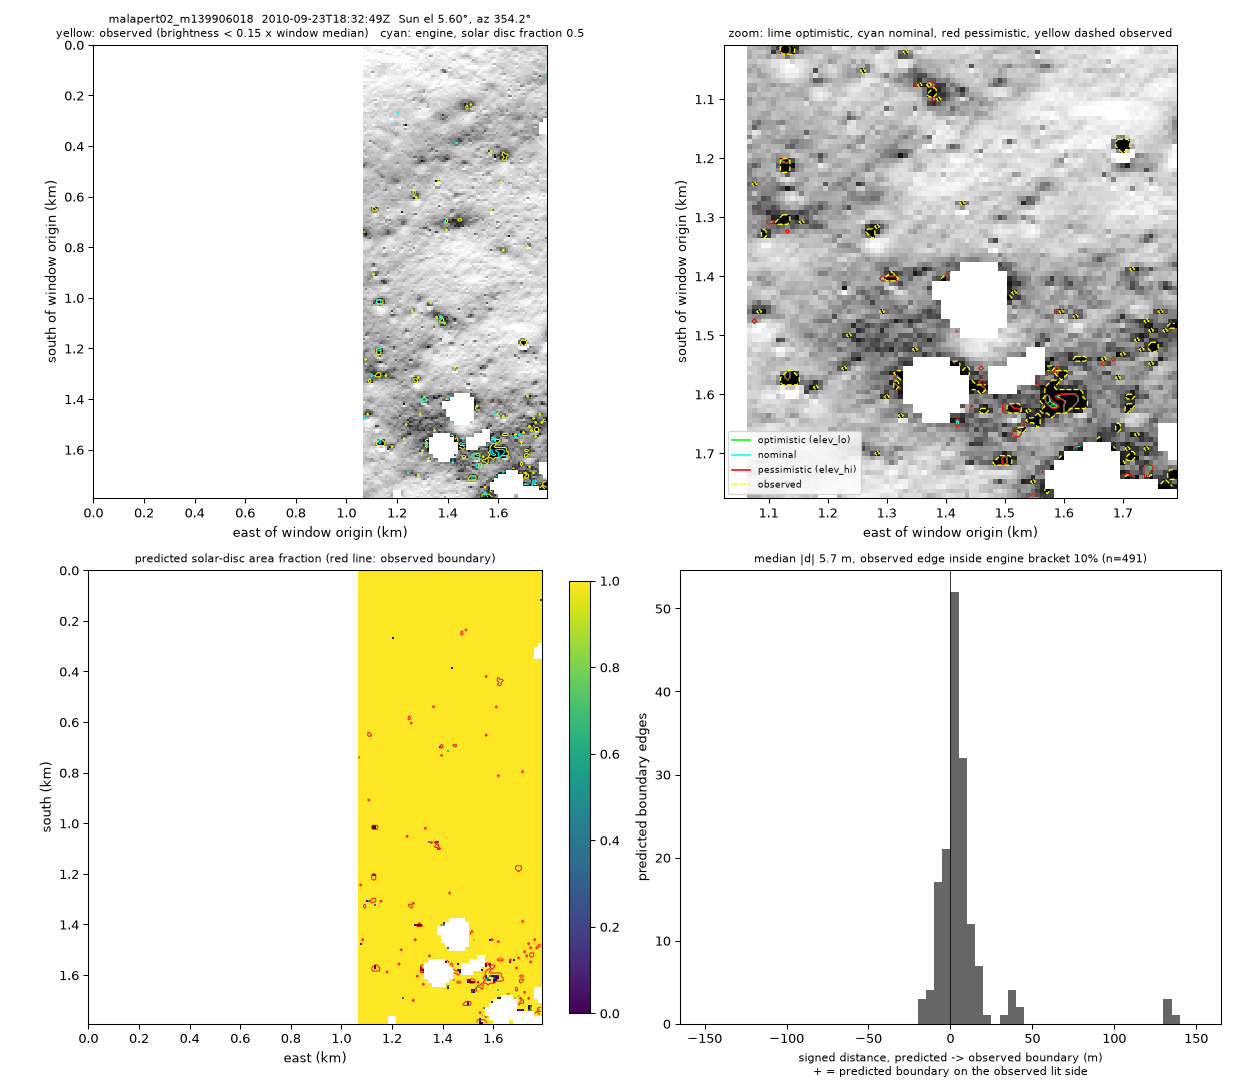 malapert02_m139906018  2010-09-23T18:32:49Z  Sun el 5.60°, az 354.2°
yellow: observed (brightness < 0.15 x window median)   cyan: engine, solar disc fraction 0.5
0.0
0.2
0.4
0.6
0.8
1.0
1.2
1.4
1.6
south of window origin (km)
0.0 0.2 0.4 0.6 0.8 1.0 1.2 1.4 1.6
east of window origin (km)
zoom: lime optimistic, cyan nominal, red pessimistic, yellow dashed observed
1.1
1.2
1.3
1.4
1.5
1.6
1.7
south of window origin (km)
optimistic (elev_lo)
nominal
pessimistic (elev_hi)
observed
1.1 1.2 1.3 1.4 1.5 1.6 1.7
east of window origin (km)
predicted solar-disc area fraction (red line: observed boundary)
0.0
0.2
0.4
0.6
0.8
1.0
1.2
1.4
1.6
south (km)
0.0 0.2 0.4 0.6 0.8 1.0 1.2 1.4 1.6
east (km)
1.0
0.8
0.6
0.4
0.2
0.0
median |d| 5.7 m, observed edge inside engine bracket 10% (n=491)
50
40
30
20
10
0
predicted boundary edges
−150 −100 −50 0 50 100 150
signed distance, predicted -> observed boundary (m)
+ = predicted boundary on the observed lit side